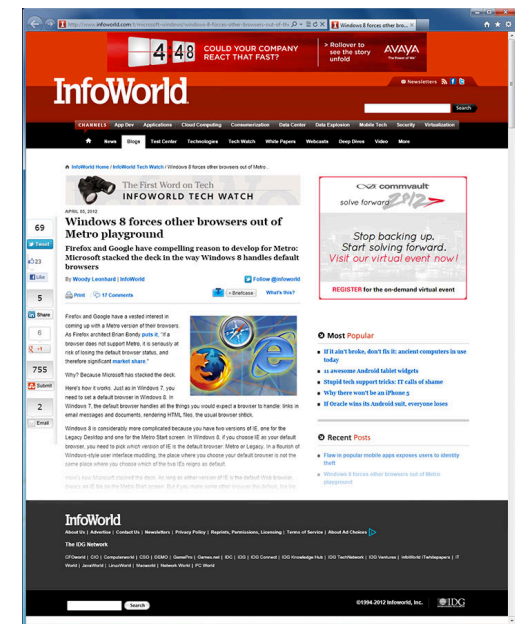 http://www.infoworld.com/t/microsoft-windows/windows-8-forces-other-browsers-out-of-
Windows 8 forces other bro...
4 48
COULD YOUR COMPANY
REACT THAT FAST?
> Rollover to
see the story
unfold
AVAYA
The Power of We
Newsletters
InfoWorld
Search
CHANNELS App Dev Applications Cloud Computing Consumerization Data Center Data Explosion Mobile Tech Security Virtualization
News Blogs Test Center Technologies Tech Watch White Papers Webcasts Deep Dives Video More
InfoWorld Home / InfoWorld Tech Watch / Windows 8 forces other browsers out of Metro..
The First Word on Tech
INFOWORLD TECH WATCH
APRIL 05, 2012
Windows 8 forces other browsers out of
Metro playground
Firefox and Google have compelling reason to develop for Metro:
Microsoft stacked the deck in the way Windows 8 handles default
browsers
By Woody Leonhard | InfoWorld
Follow @infoworld
Print 17 Comments
+ Briefcase What's this?
69
Tweet
23
Like
5
Share
6
+1
755
Submit
2
Email
Firefox and Google have a vested interest in
coming up with a Metro version of their browsers.
As Firefox architect Brian Bondy puts it, "If a
browser does not support Metro, it is seriously at
risk of losing the default browser status, and
therefore significant market share."
Why? Because Microsoft has stacked the deck.
Here's how it works. Just as in Windows 7, you
need to set a default browser in Windows 8. In
Windows 7, the default browser handles all the things you would expect a browser to handle: links in
email messages and documents, rendering HTML files, the usual browser shtick.
Windows 8 is considerably more complicated because you have two versions of IE, one for the
Legacy Desktop and one for the Metro Start screen. In Windows 8, if you choose IE as your default
browser, you need to pick which version of IE is the default browser: Metro or Legacy. In a flourish of
Windows-style user interface muddling, the place where you choose your default browser is not the
same place where you choose which of the two IEs reigns as default.
commvault
solve forward 2012
Stop backing up.
Start solving forward.
Visit our virtual event now!
REGISTER for the on-demand virtual event
Most Popular
If it ain't broke, don't fix it: ancient computers in use
today
11 awesome Android tablet widgets
Stupid tech support tricks: IT calls of shame
Why there won't be an iPhone 5
If Oracle wins its Android suit, everyone loses
Recent Posts
Flaw in popular mobile apps exposes users to identity
theft
Windows 8 forces other browsers out of Metro
playground
InfoWorld
About Us | Advertise | Contact Us | Newsletters | Privacy Policy | Reprints, Permissions, Licensing | Terms of Service | About Ad Choices
The IDG Network
CFOworld | CIO | Computerworld | CSO | DEMO | GamePro | Games.net | IDC | IDG | IDG Connect | IDG Knowledge Hub | IDG TechNetwork | IDG Ventures | InfoWorld
World | JavaWorld | LinuxWorld | Macworld | Network World | PC World
Search
©1994-2012 Infoworld, Inc.
IDG